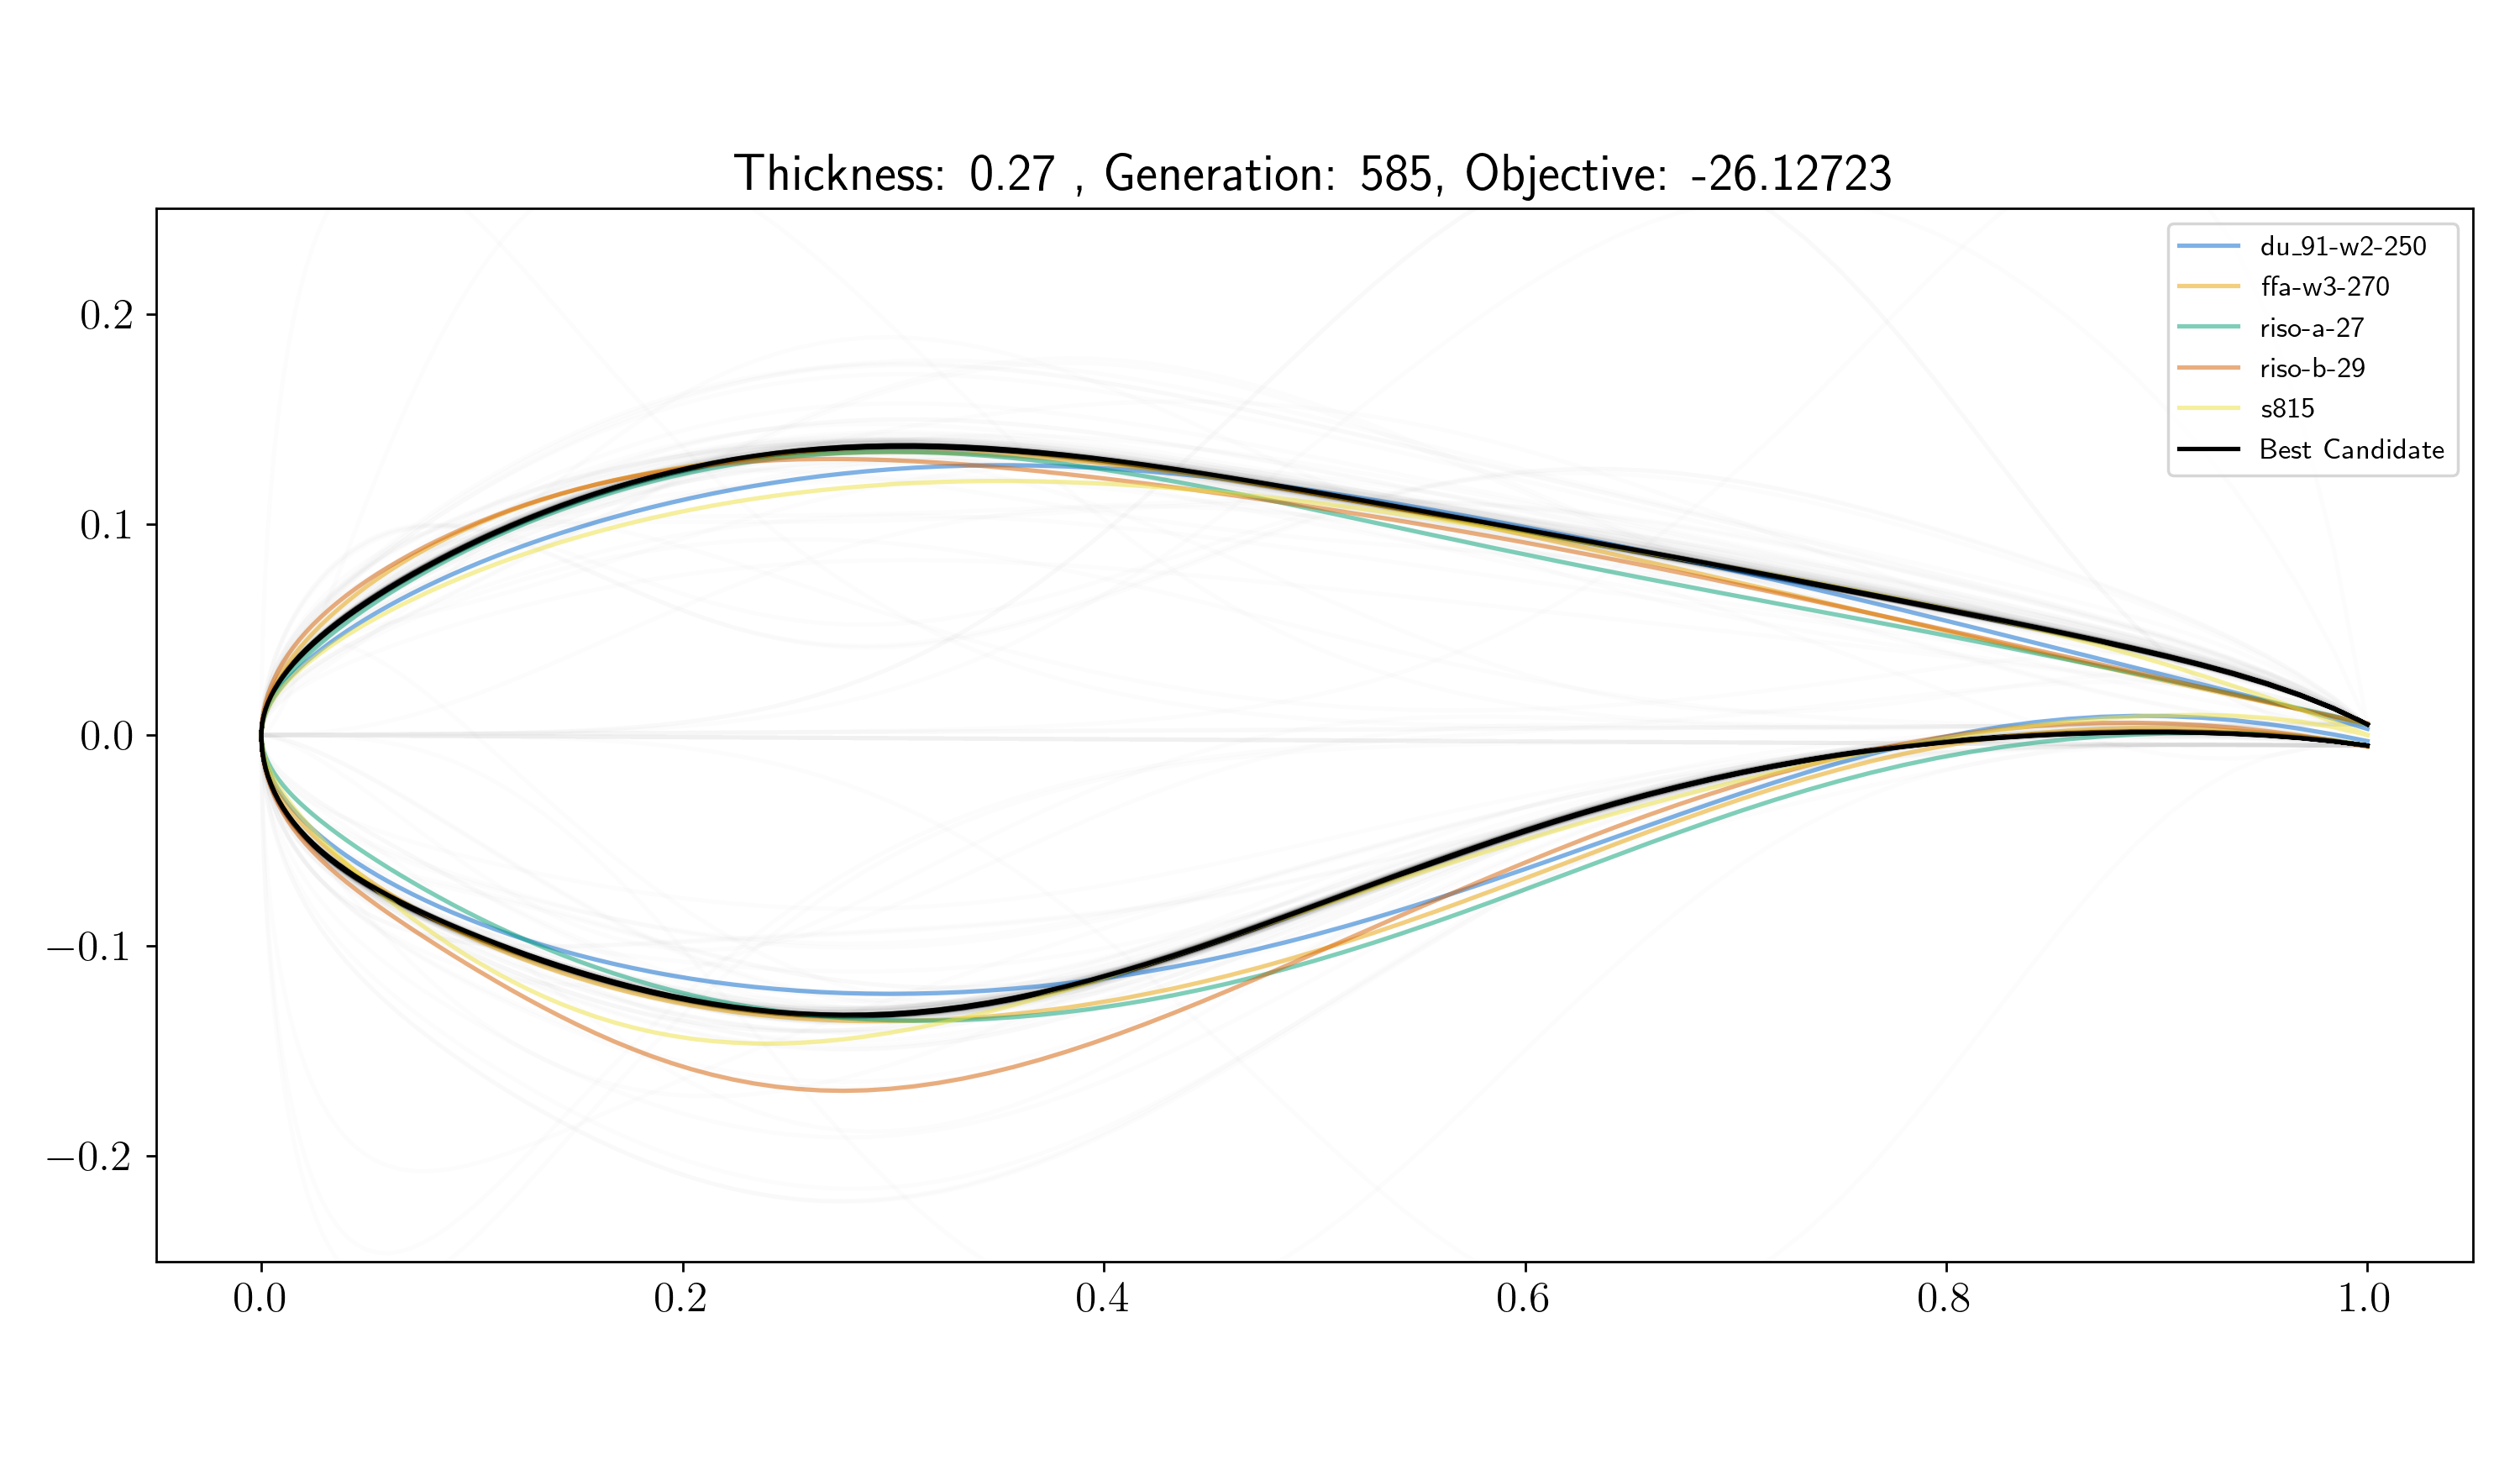 Thickness: 0.27 , Generation: 585, Objective: -26.12723
du_91-w2-250
ffa-w3-270
riso-a-27
riso-b-29
s815
Best Candidate
0.2
0.1
0.0
−0.1
−0.2
0.0 0.2 0.4 0.6 0.8 1.0